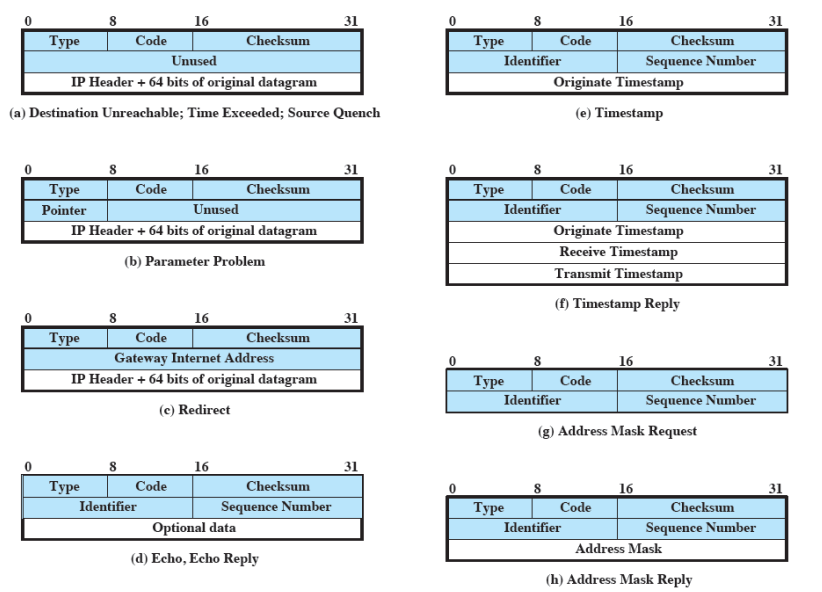 0 8 16 31
Type Code Checksum
Unused
IP Header + 64 bits of original datagram
(a) Destination Unreachable; Time Exceeded; Source Quench
0 8 16 31
Type Code Checksum
Pointer Unused
IP Header + 64 bits of original datagram
(b) Parameter Problem
0 8 16 31
Type Code Checksum
Gateway Internet Address
IP Header + 64 bits of original datagram
(c) Redirect
0 8 16 31
Type Code Checksum
Identifier Sequence Number
Optional data
(d) Echo, Echo Reply
0 8 16 31
Type Code Checksum
Identifier Sequence Number
Originate Timestamp
(e) Timestamp
0 8 16 31
Type Code Checksum
Identifier Sequence Number
Originate Timestamp
Receive Timestamp
Transmit Timestamp
(f) Timestamp Reply
0 8 16 31
Type Code Checksum
Identifier Sequence Number
(g) Address Mask Request
0 8 16 31
Type Code Checksum
Identifier Sequence Number
Address Mask
(h) Address Mask Reply